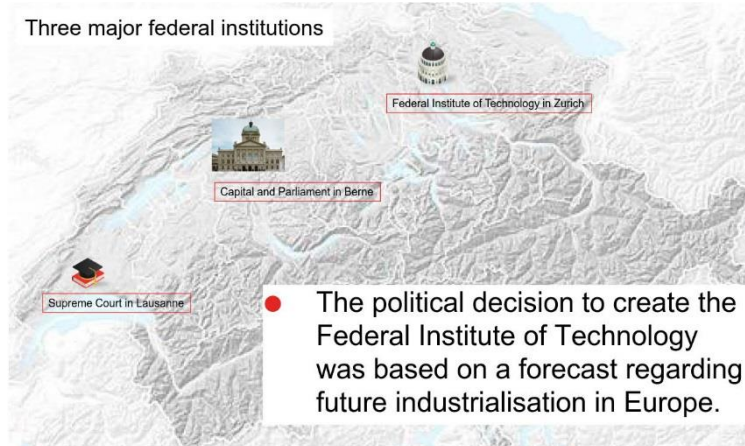 Three major federal institutions
Federal Institute of Technology in Zurich
Capital and Parliament in Berne
Supreme Court in Lausanne
The political decision to create the
Federal Institute of Technology
was based on a forecast regarding
future industrialisation in Europe.